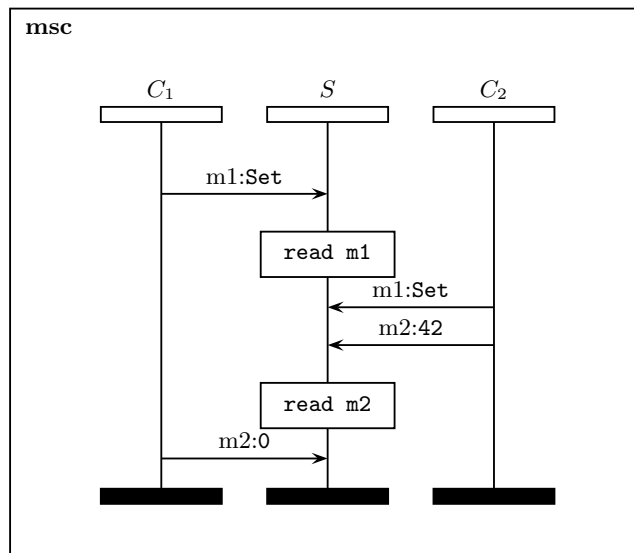 msc
C₁ S C₂
m1:Set
read m1
m1:Set
m2:42
read m2
m2:0